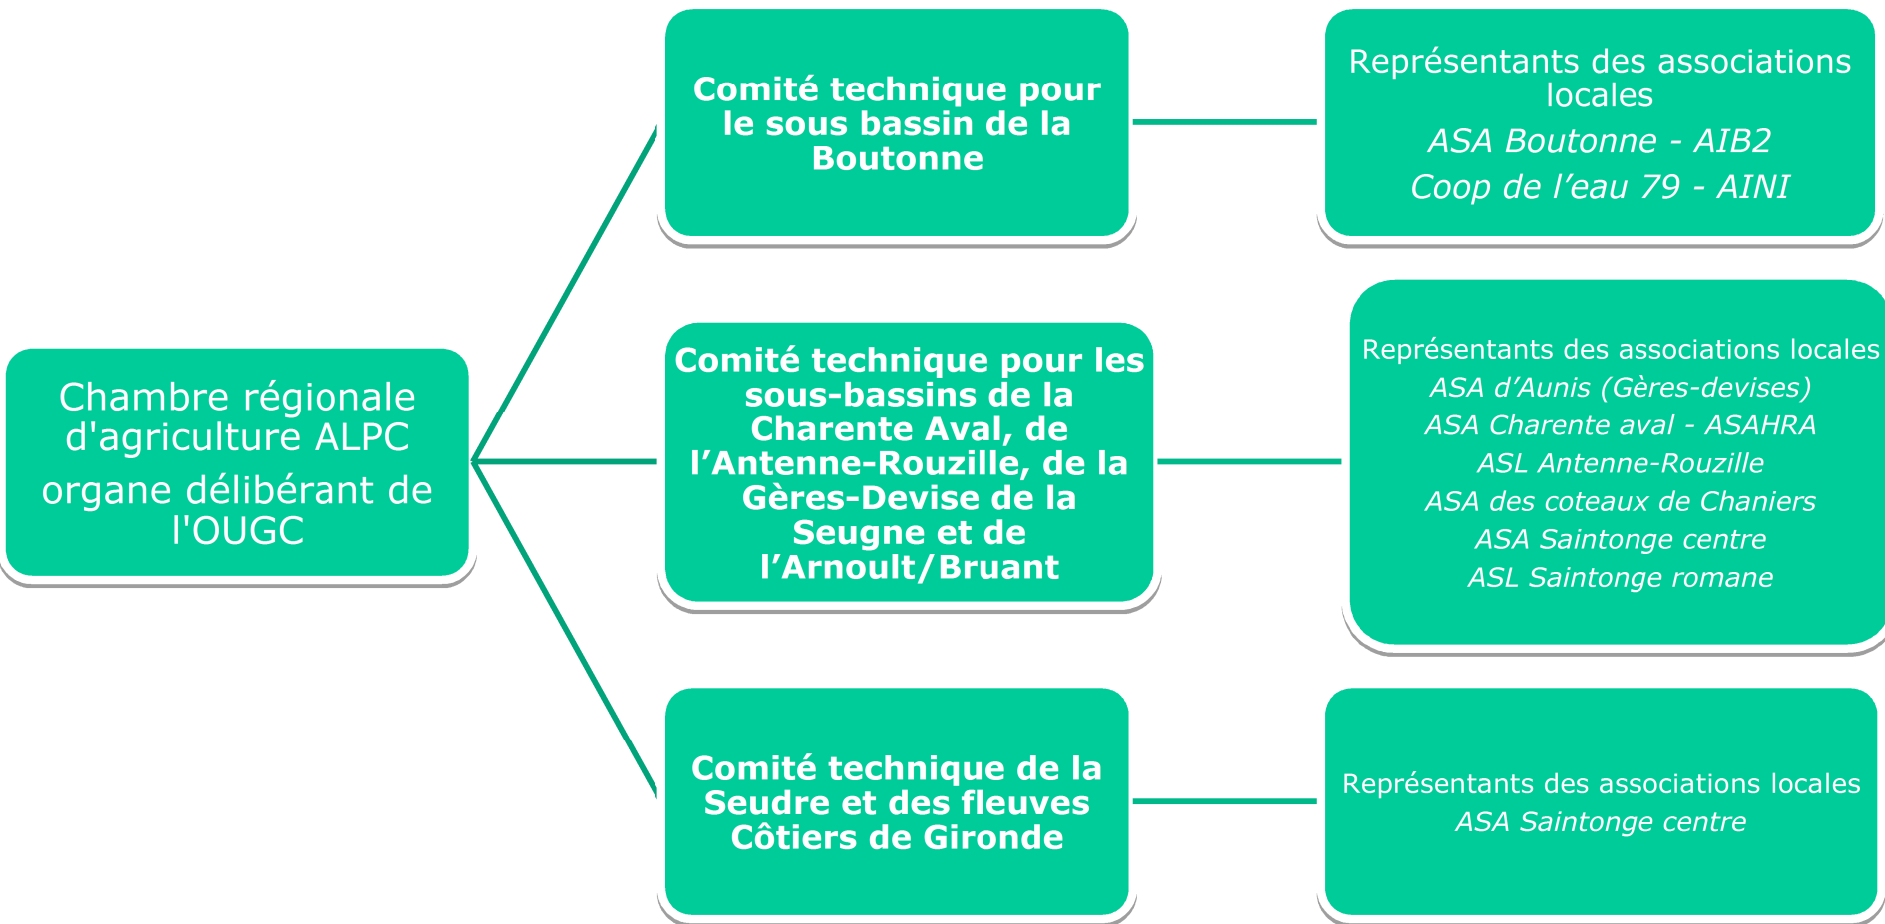 Chambre régionale
d'agriculture ALPC
organe délibérant de
l'OUGC
Comité technique pour
le sous bassin de la
Boutonne
Représentants des associations
locales
ASA Boutonne - AIB2
Coop de l’eau 79 - AINI
Comité technique pour les
sous-bassins de la
Charente Aval, de
l’Antenne-Rouzille, de la
Gères-Devise de la
Seugne et de
l’Arnoult/Bruant
Représentants des associations locales
ASA d’Aunis (Gères-devises)
ASA Charente aval - ASAHRA
ASL Antenne-Rouzille
ASA des coteaux de Chaniers
ASA Saintonge centre
ASL Saintonge romane
Comité technique de la
Seudre et des fleuves
Côtiers de Gironde
Représentants des associations locales
ASA Saintonge centre